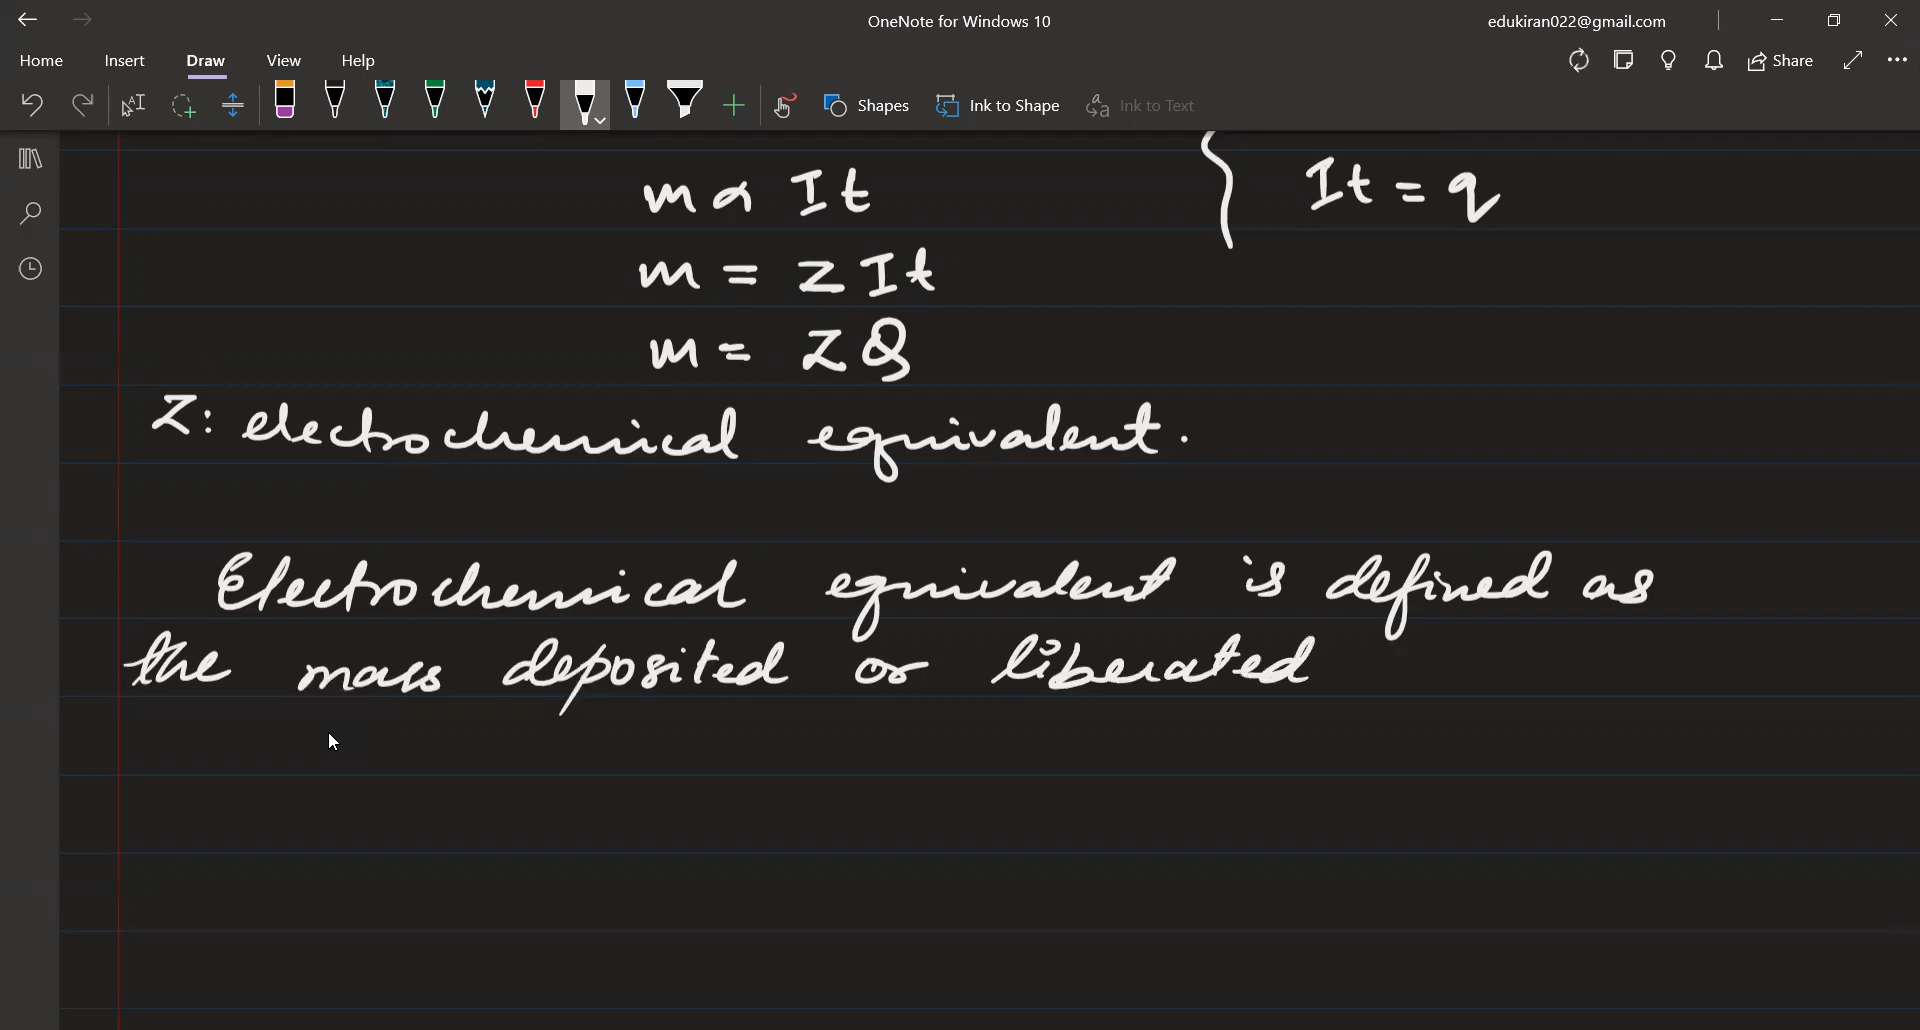 OneNote for Windows 10
edukiran022@gmail.com
Home Insert Draw View Help
Share
Shapes Ink to Shape Ink to Text
m α It
It = q
m = Z It
m = ZQ
Z: electrochemical equivalent.
Electrochemical equivalent is defined as
the mass deposited or liberated